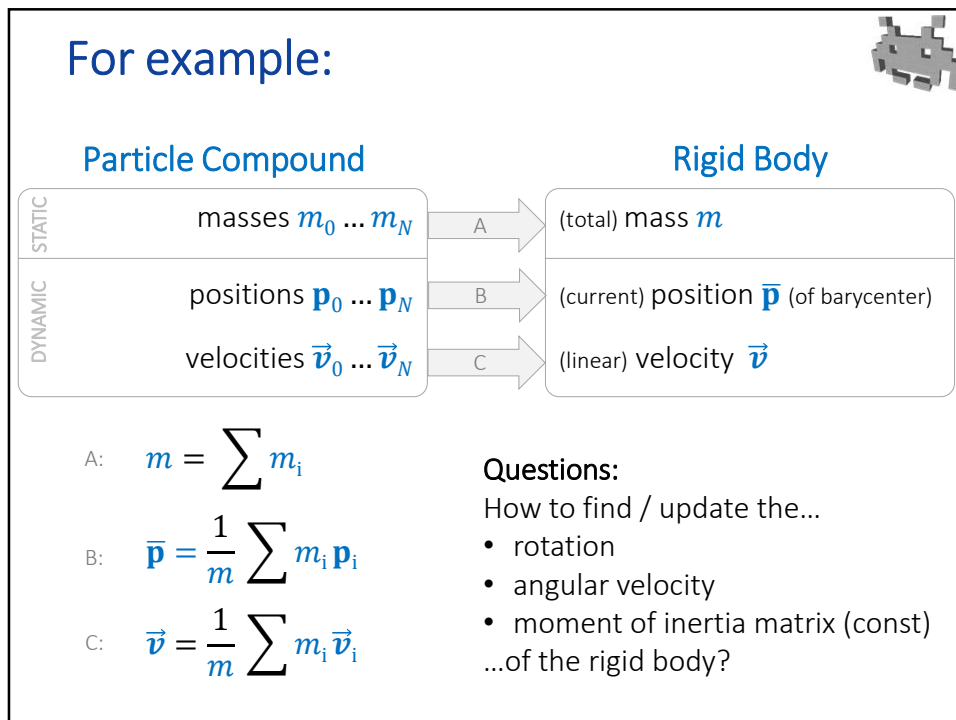 For example:
Particle Compound
Rigid Body
STATIC
masses m₀ … m_N
A
(total) mass m
DYNAMIC
positions 𝐩₀ … 𝐩_N
B
(current) position 𝐩̅ (of barycenter)
velocities 𝒗⃗₀ … 𝒗⃗_N
C
(linear) velocity 𝒗⃗
A: m = ∑ mᵢ
B: 𝐩̅ = 1/m ∑ mᵢ 𝐩ᵢ
C: 𝒗⃗ = 1/m ∑ mᵢ 𝒗⃗ᵢ
Questions:
How to find / update the…
• rotation
• angular velocity
• moment of inertia matrix (const)
…of the rigid body?